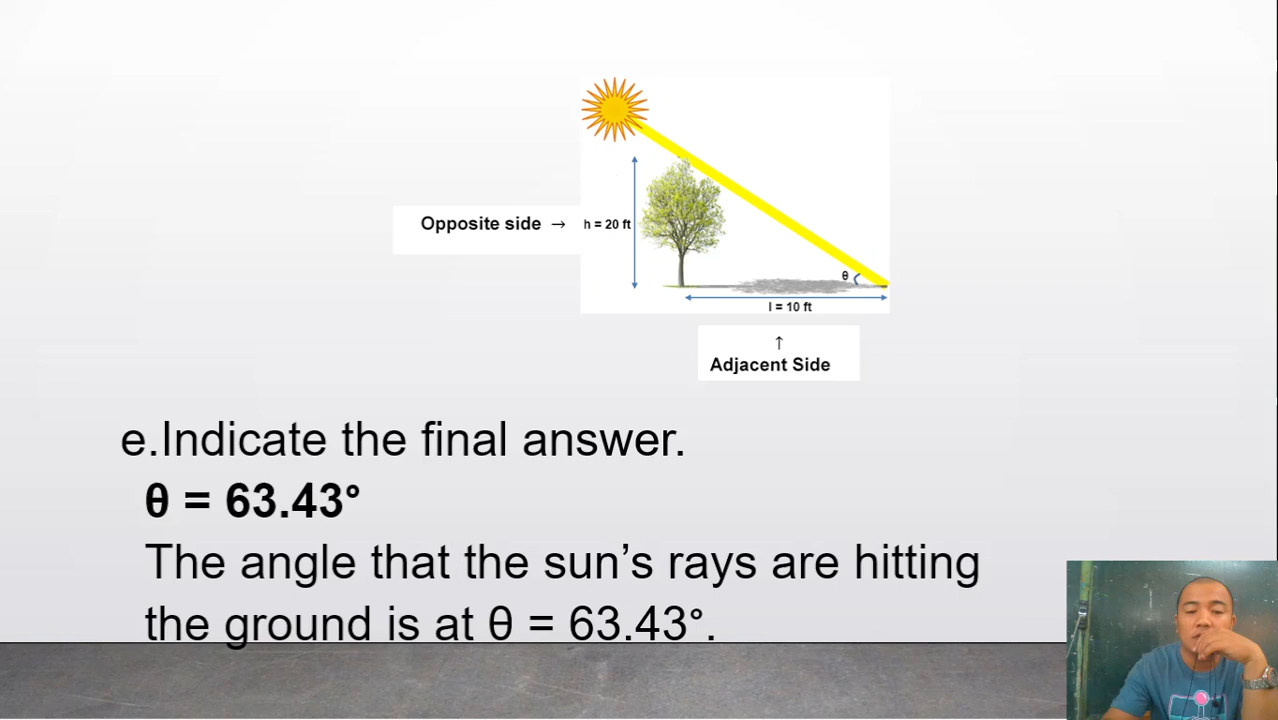 Opposite side →
h = 20 ft
θ
l = 10 ft
↑
Adjacent Side
e.Indicate the final answer.
θ = 63.43°
The angle that the sun’s rays are hitting
the ground is at θ = 63.43°.